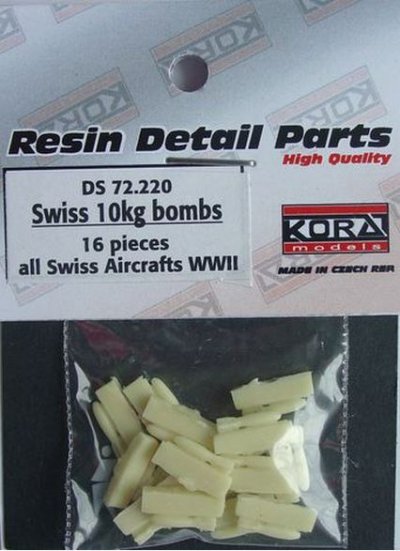 Resin Detail Parts
High Quality
DS 72.220
Swiss 10kg bombs
16 pieces
all Swiss Aircrafts WWII
KORA
models
MADE IN CZECH REP.